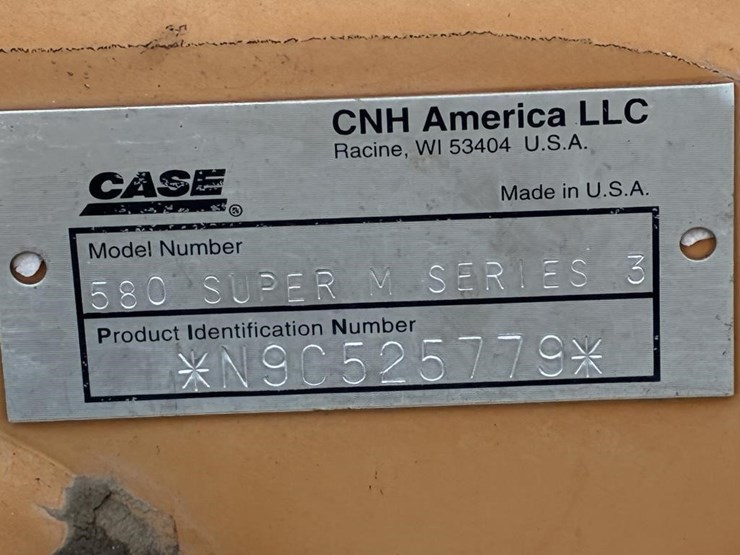 CNH America LLC
Racine, WI 53404 U.S.A.
CASE®
Made in U.S.A.
Model Number
580 SUPER M SERIES 3
Product Identification Number
*N9C525779*